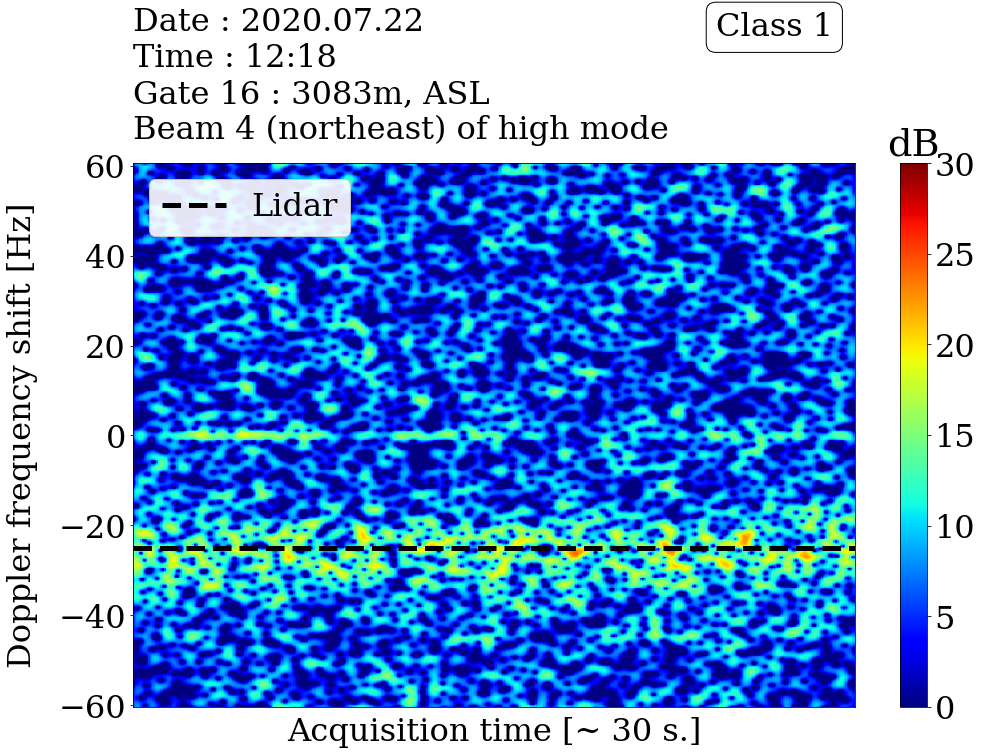 Date : 2020.07.22
Time : 12:18
Gate 16 : 3083m, ASL
Beam 4 (northeast) of high mode
Class 1
dB
Lidar
Doppler frequency shift [Hz]
60
40
20
0
−20
−40
−60
Acquisition time [~ 30 s.]
30
25
20
15
10
5
0